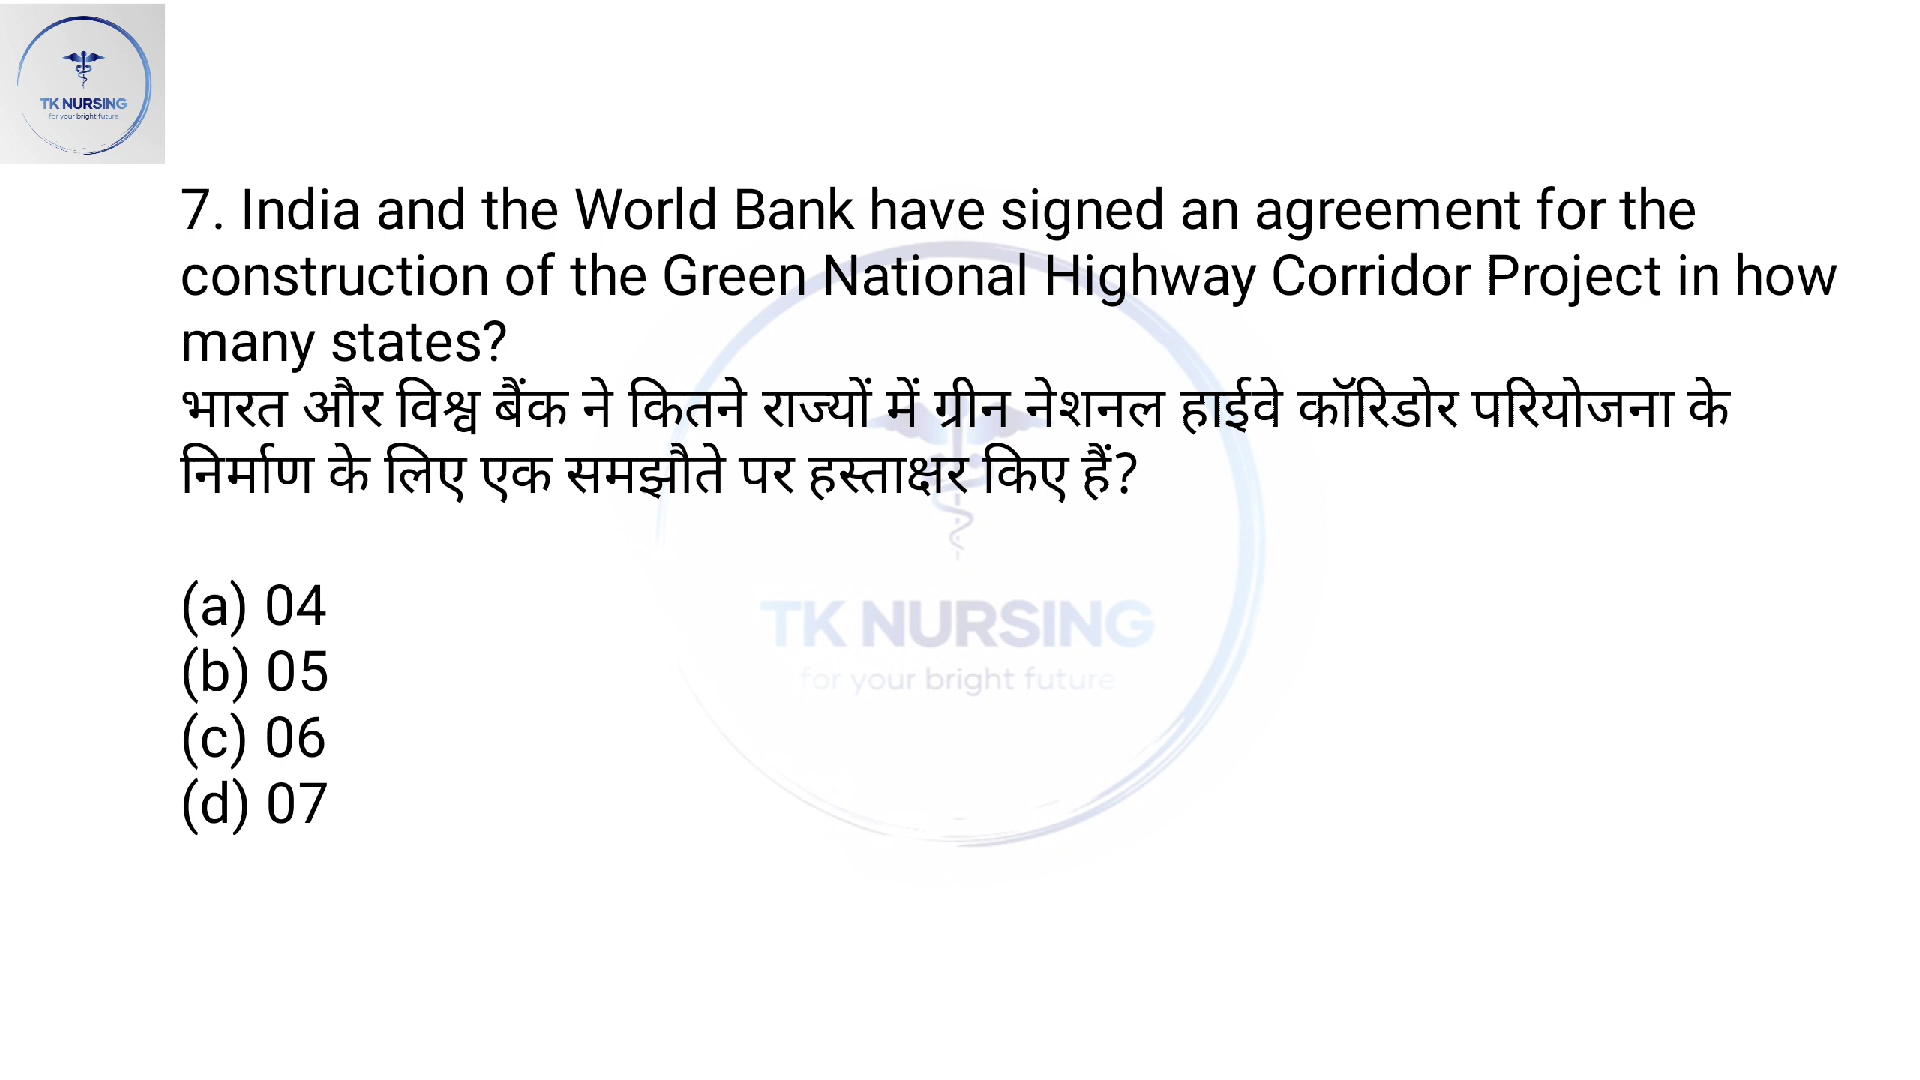 TK NURSING
for your bright future
7. India and the World Bank have signed an agreement for the
construction of the Green National Highway Corridor Project in how
many states?
भारत और विश्व बैंक ने कितने राज्यों में ग्रीन नेशनल हाईवे कॉरिडोर परियोजना के
निर्माण के लिए एक समझौते पर हस्ताक्षर किए हैं?
(a) 04
(b) 05
(c) 06
(d) 07
TK NURSING
for your bright future